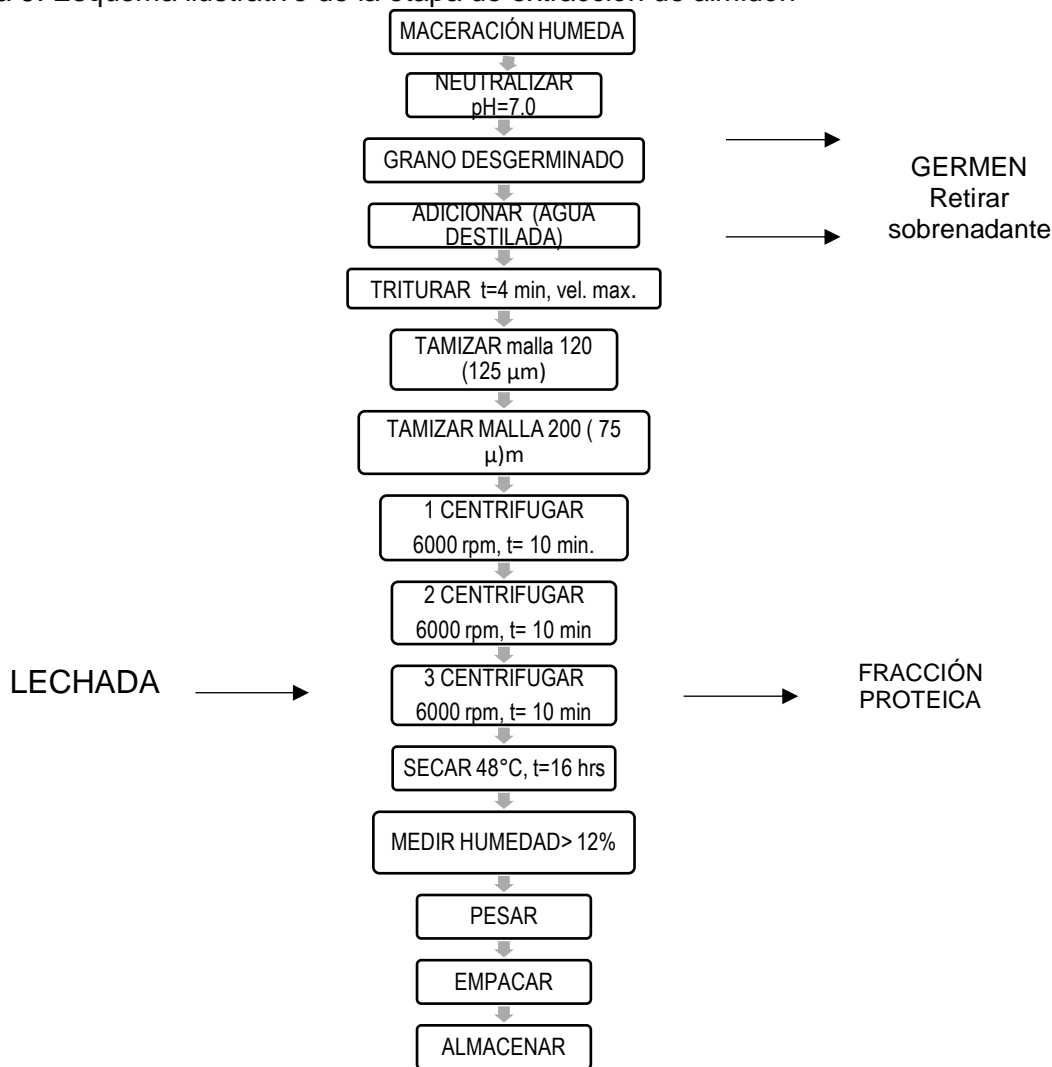 MACERACIÓN HUMEDA
NEUTRALIZAR
pH=7.0
GRANO DESGERMINADO
GERMEN
Retirar
sobrenadante
ADICIONAR (AGUA
DESTILADA)
TRITURAR t=4 min, vel. max.
TAMIZAR malla 120
(125 µm)
TAMIZAR MALLA 200 ( 75
µ)m
1 CENTRIFUGAR
6000 rpm, t= 10 min.
2 CENTRIFUGAR
6000 rpm, t= 10 min
LECHADA
3 CENTRIFUGAR
6000 rpm, t= 10 min
FRACCIÓN
PROTEICA
SECAR 48°C, t=16 hrs
MEDIR HUMEDAD> 12%
PESAR
EMPACAR
ALMACENAR